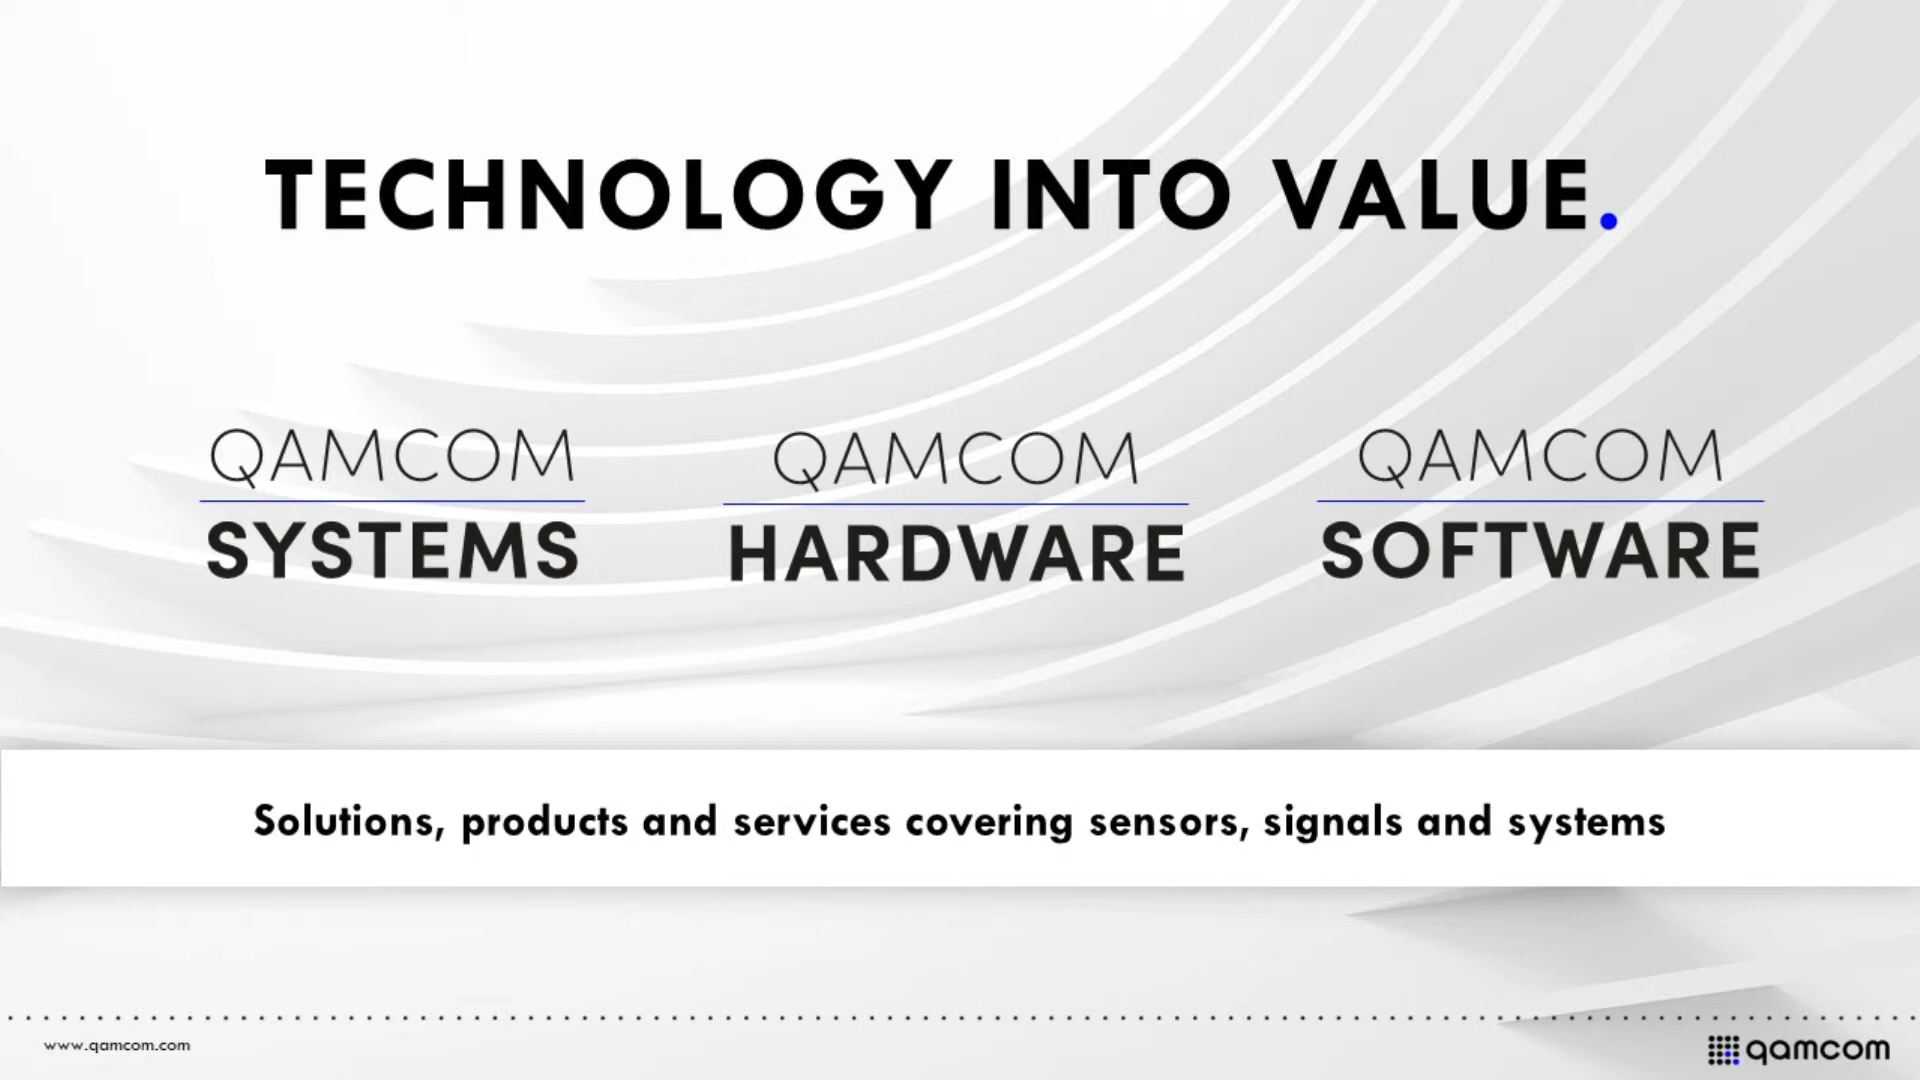 TECHNOLOGY INTO VALUE.
QAMCOM
SYSTEMS
QAMCOM
HARDWARE
QAMCOM
SOFTWARE
Solutions, products and services covering sensors, signals and systems
www.qamcom.com
qamcom